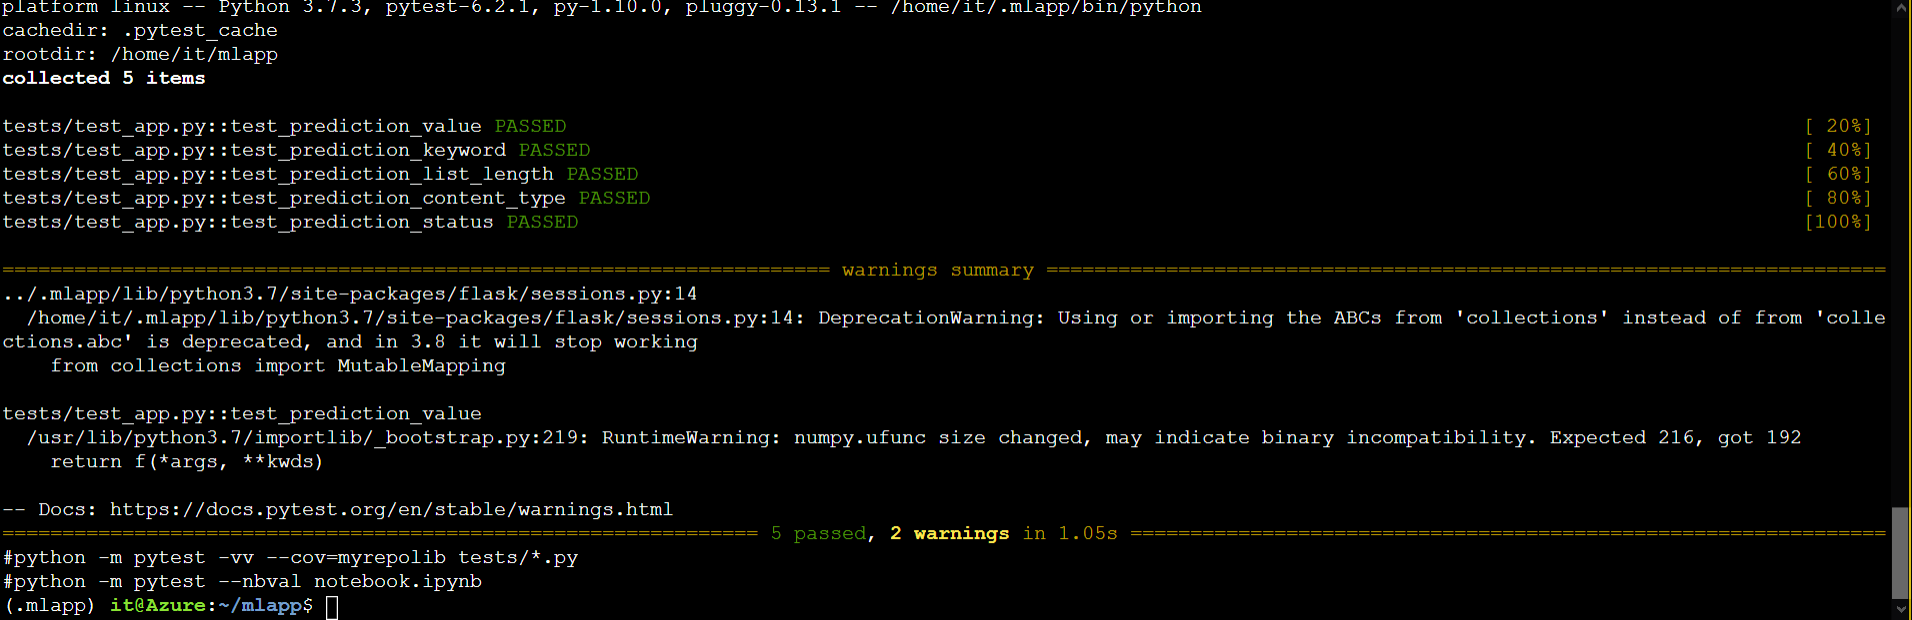 platform linux -- Python 3.7.3, pytest-6.2.1, py-1.10.0, pluggy-0.13.1 -- /home/it/.mlapp/bin/python
cachedir: .pytest_cache
rootdir: /home/it/mlapp
collected 5 items
tests/test_app.py::test_prediction_value PASSED [ 20%]
tests/test_app.py::test_prediction_keyword PASSED [ 40%]
tests/test_app.py::test_prediction_list_length PASSED [ 60%]
tests/test_app.py::test_prediction_content_type PASSED [ 80%]
tests/test_app.py::test_prediction_status PASSED [100%]
===================================================================== warnings summary ======================================================================
../.mlapp/lib/python3.7/site-packages/flask/sessions.py:14
/home/it/.mlapp/lib/python3.7/site-packages/flask/sessions.py:14: DeprecationWarning: Using or importing the ABCs from 'collections' instead of from 'colle
ctions.abc' is deprecated, and in 3.8 it will stop working
from collections import MutableMapping
tests/test_app.py::test_prediction_value
/usr/lib/python3.7/importlib/_bootstrap.py:219: RuntimeWarning: numpy.ufunc size changed, may indicate binary incompatibility. Expected 216, got 192
return f(*args, **kwds)
-- Docs: https://docs.pytest.org/en/stable/warnings.html
=============================================================== 5 passed, 2 warnings in 1.05s ===============================================================
#python -m pytest -vv --cov=myrepolib tests/*.py
#python -m pytest --nbval notebook.ipynb
(.mlapp) it@Azure:~/mlapp$